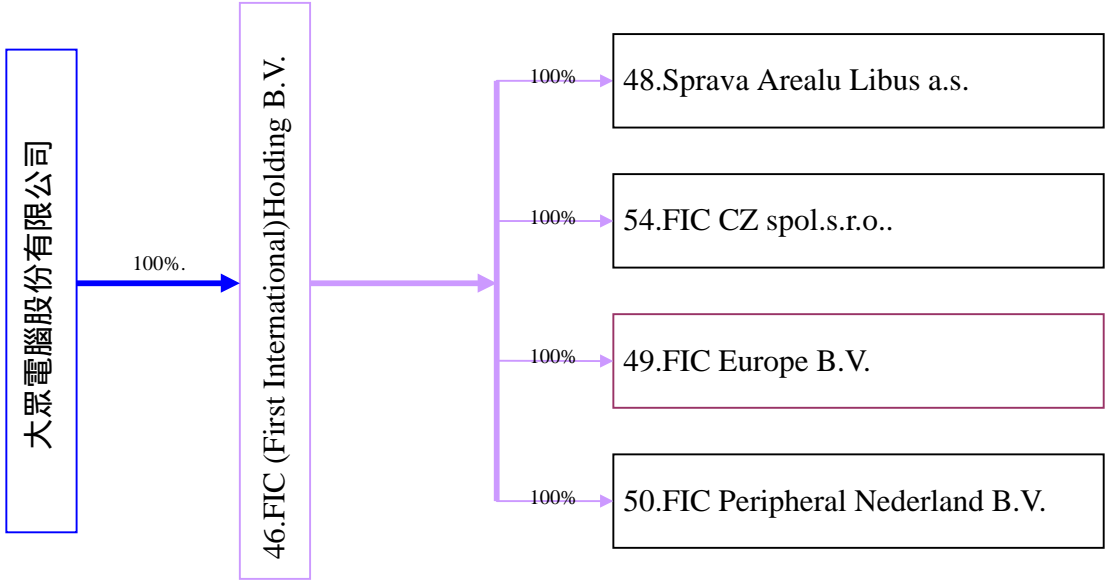 大眾電腦股份有限公司
100%.
46.FIC (First International)Holding B.V.
100%
48.Sprava Arealu Libus a.s.
100%
54.FIC CZ spol.s.r.o..
100%
49.FIC Europe B.V.
100%
50.FIC Peripheral Nederland B.V.